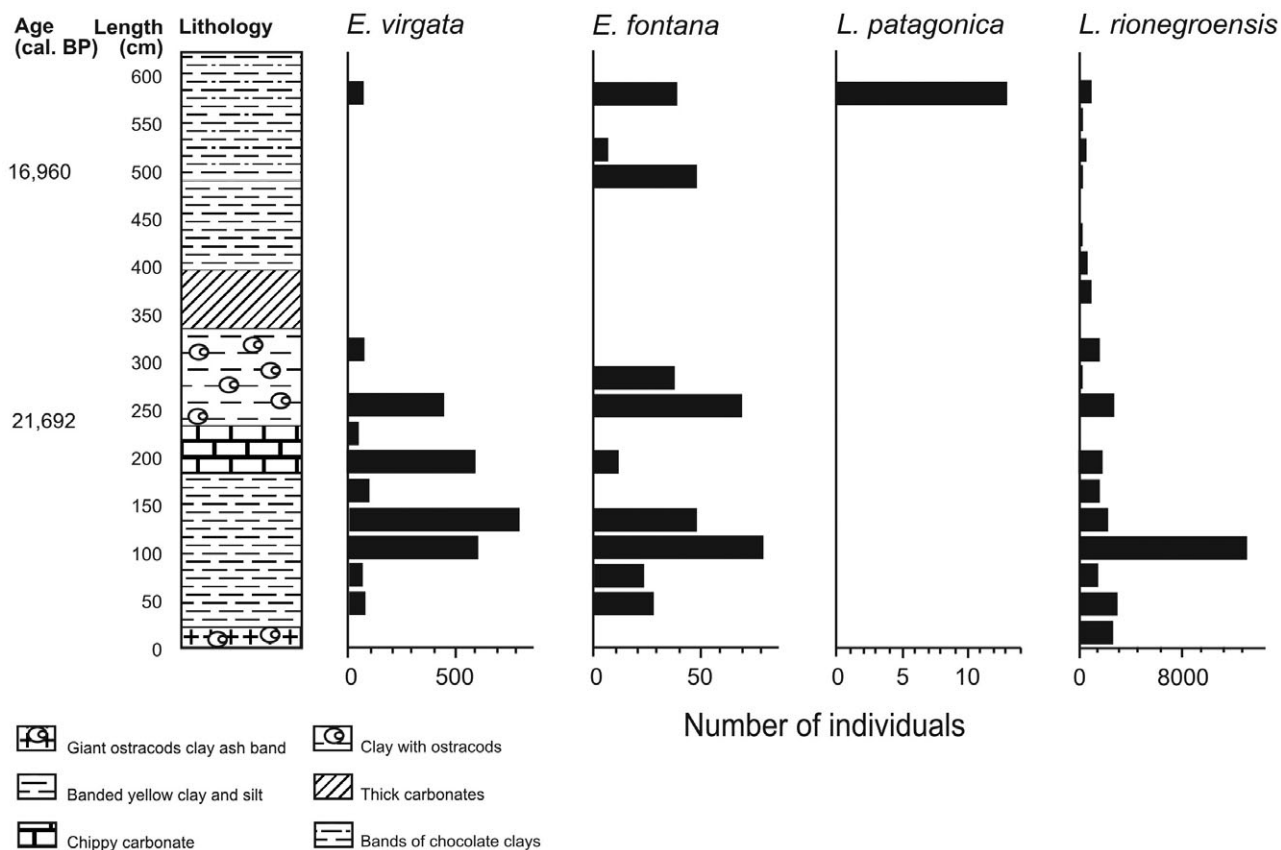 Age Length Lithology E. virgata E. fontana L. patagonica L. rionegroensis
(cal. BP) (cm)
600
550
16,960 500
450
400
350
300
21,692 250
200
150
100
50
0
0 500 0 50 0 5 10 0 8000
Number of individuals
Giant ostracods clay ash band Clay with ostracods
Banded yellow clay and silt Thick carbonates
Chippy carbonate Bands of chocolate clays